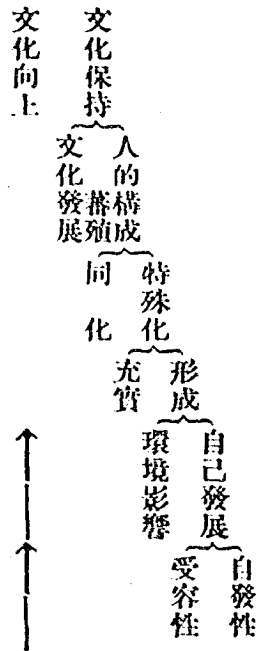 自發性
自己發展
受容性
形成
環境影響
特殊化
人的構成
充實
文化保持
蕃殖
同化
文化發展
文化向上